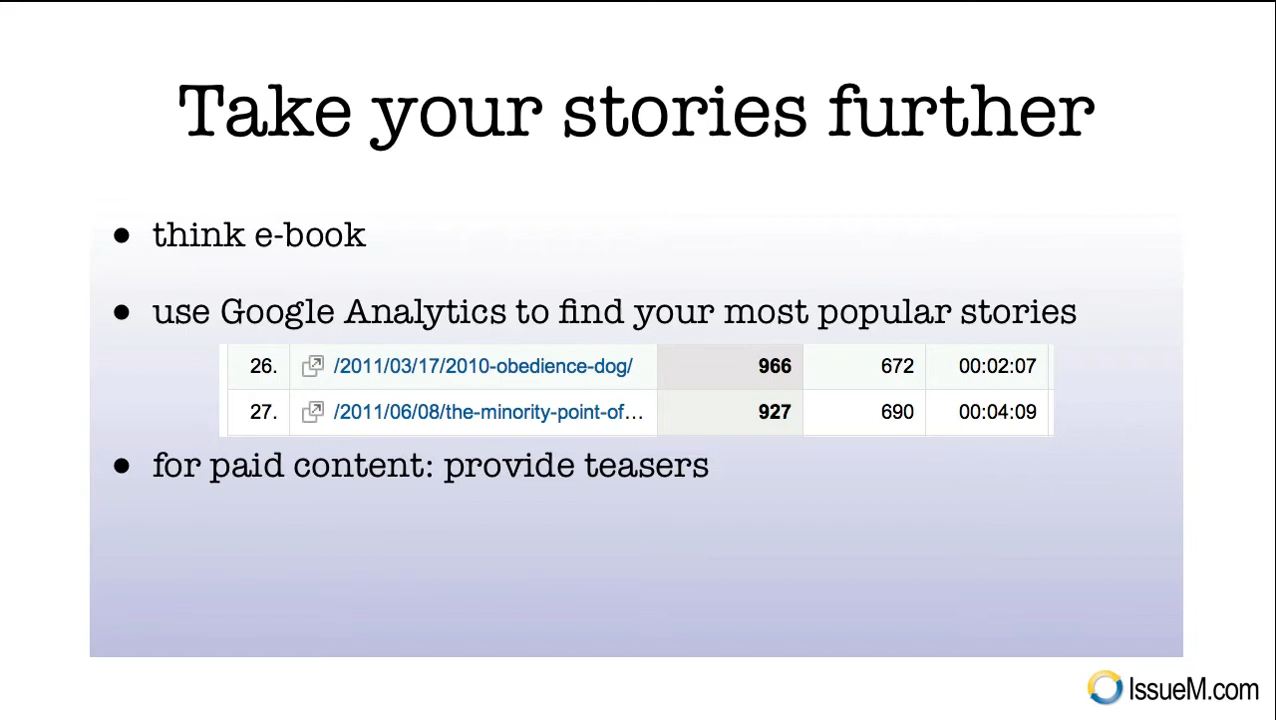 Take your stories further
• think e-book
• use Google Analytics to find your most popular stories
26. /2011/03/17/2010-obedience-dog/ 966 672 00:02:07
27. /2011/06/08/the-minority-point-of… 927 690 00:04:09
• for paid content: provide teasers
IssueM.com